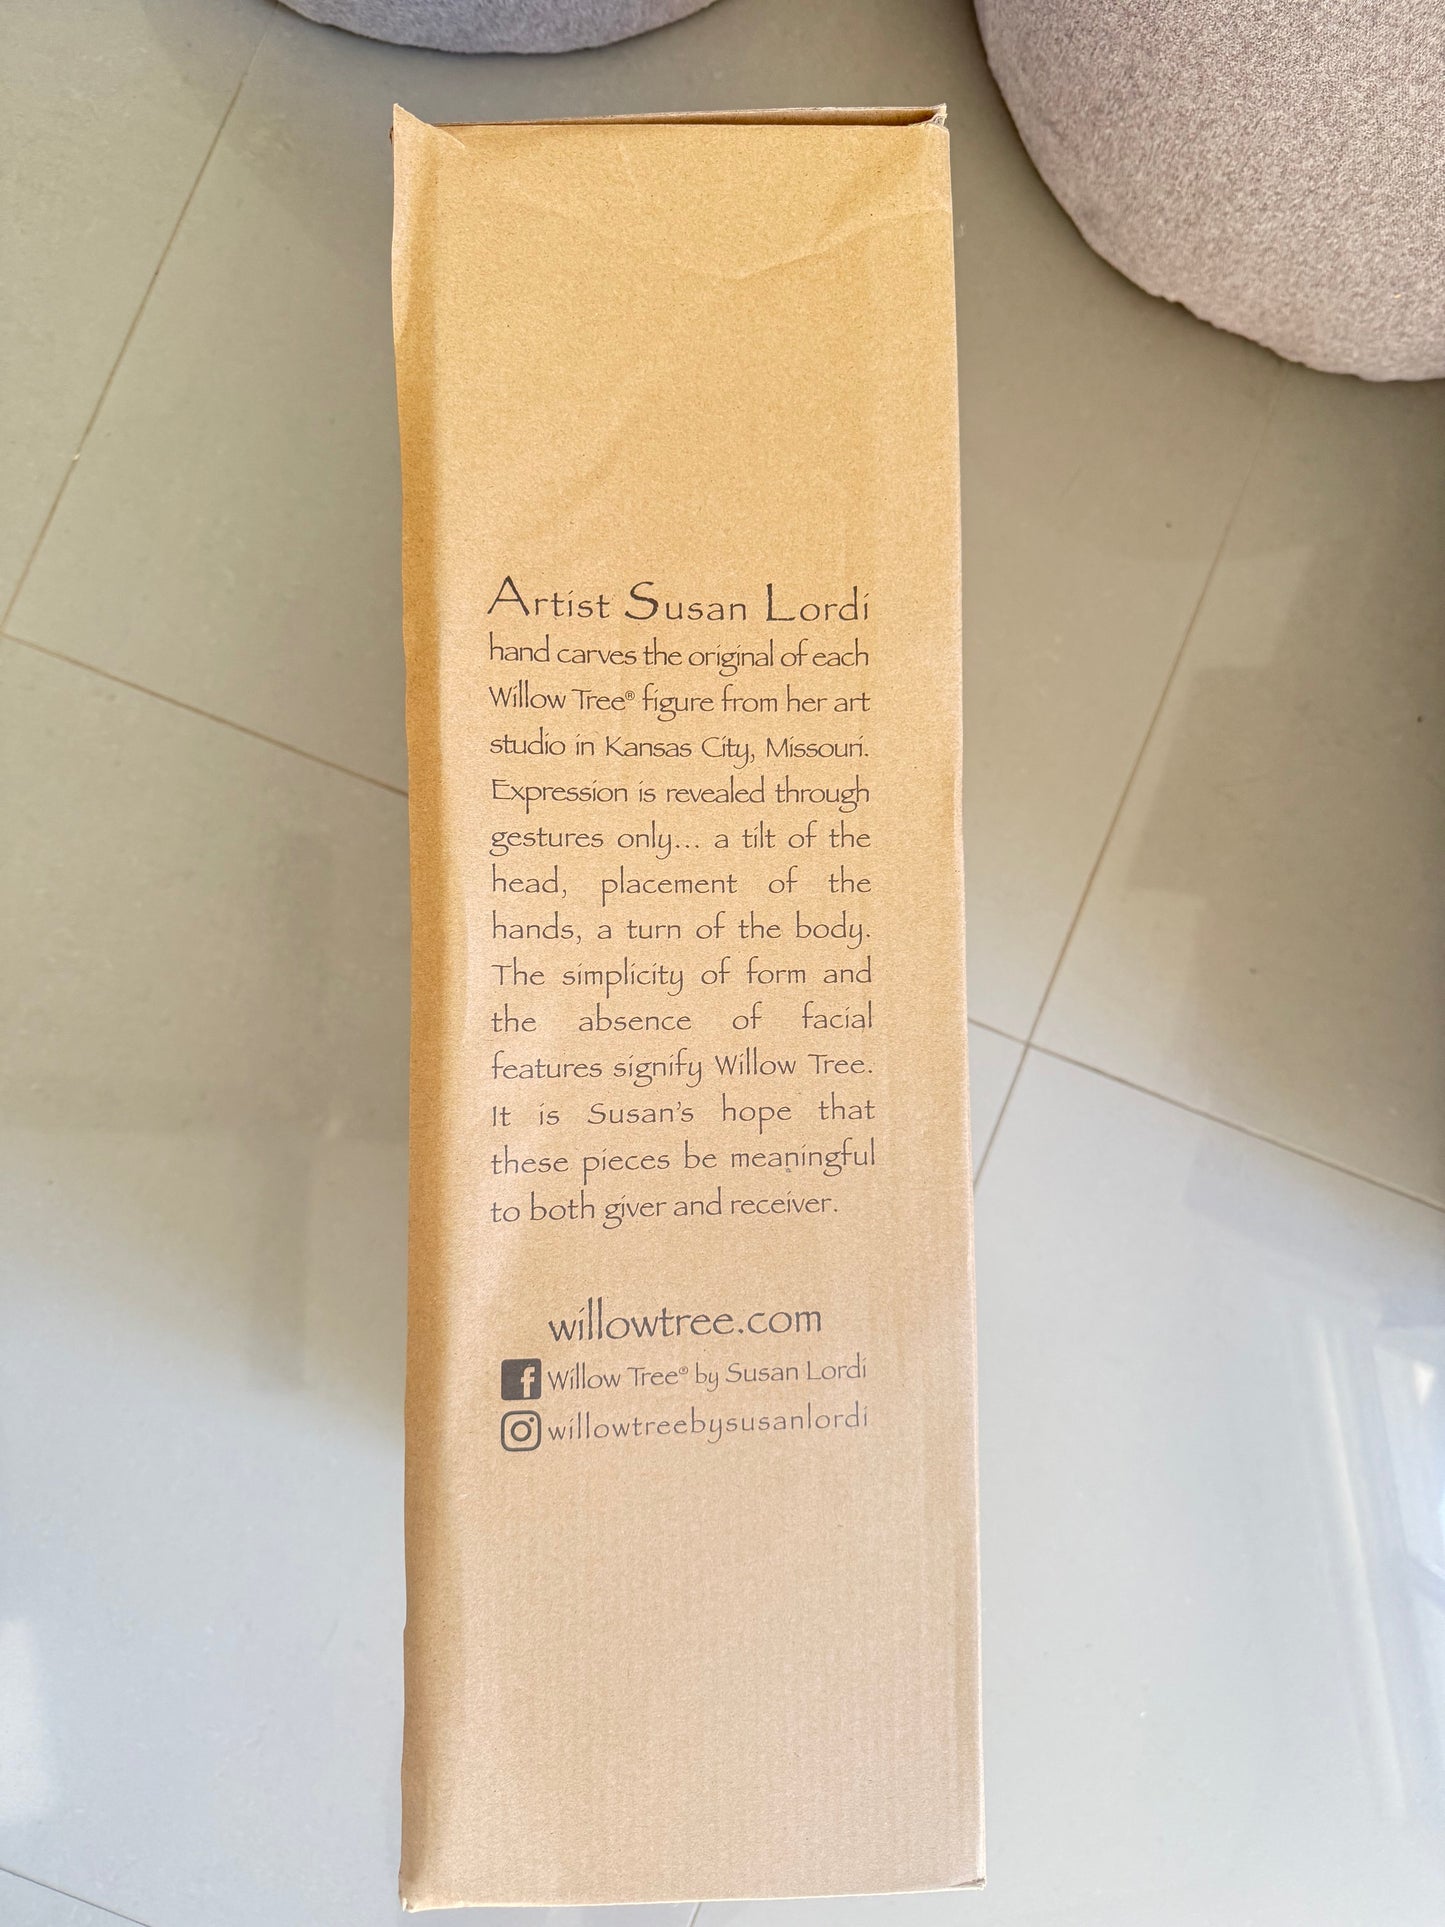 Artist Susan Lordi
hand carves the original of each
Willow Tree® figure from her art
studio in Kansas City, Missouri.
Expression is revealed through
gestures only... a tilt of the
head, placement of the
hands, a turn of the body.
The simplicity of form and
the absence of facial
features signify Willow Tree.
It is Susan's hope that
these pieces be meaningful
to both giver and receiver.
willowtree.com
f Willow Tree® by Susan Lordi
willowtreebysusanlordi